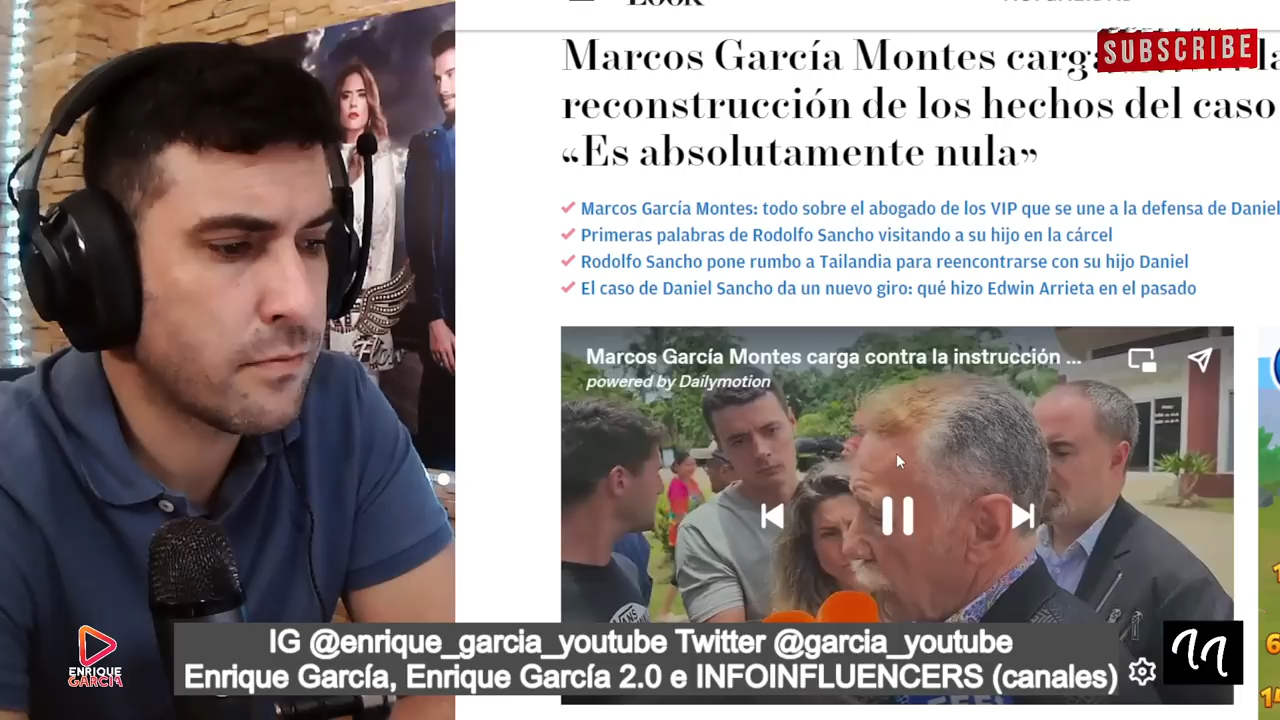 Marcos García Montes
reconstrucción de los hechos del caso
«Es absolutamente nula»
SUBSCRIBE
Marcos García Montes: todo sobre el abogado de los VIP que se une a la defensa de Daniel
Primeras palabras de Rodolfo Sancho visitando a su hijo en la cárcel
Rodolfo Sancho pone rumbo a Tailandia para reencontrarse con su hijo Daniel
El caso de Daniel Sancho da un nuevo giro: qué hizo Edwin Arrieta en el pasado
Marcos García Montes carga contra la instrucción ...
powered by Dailymotion
Flow
ENRIQUE
GARCÍA
IG @enrique_garcia_youtube Twitter @garcia_youtube
Enrique García, Enrique García 2.0 e INFOINFLUENCERS (canales)